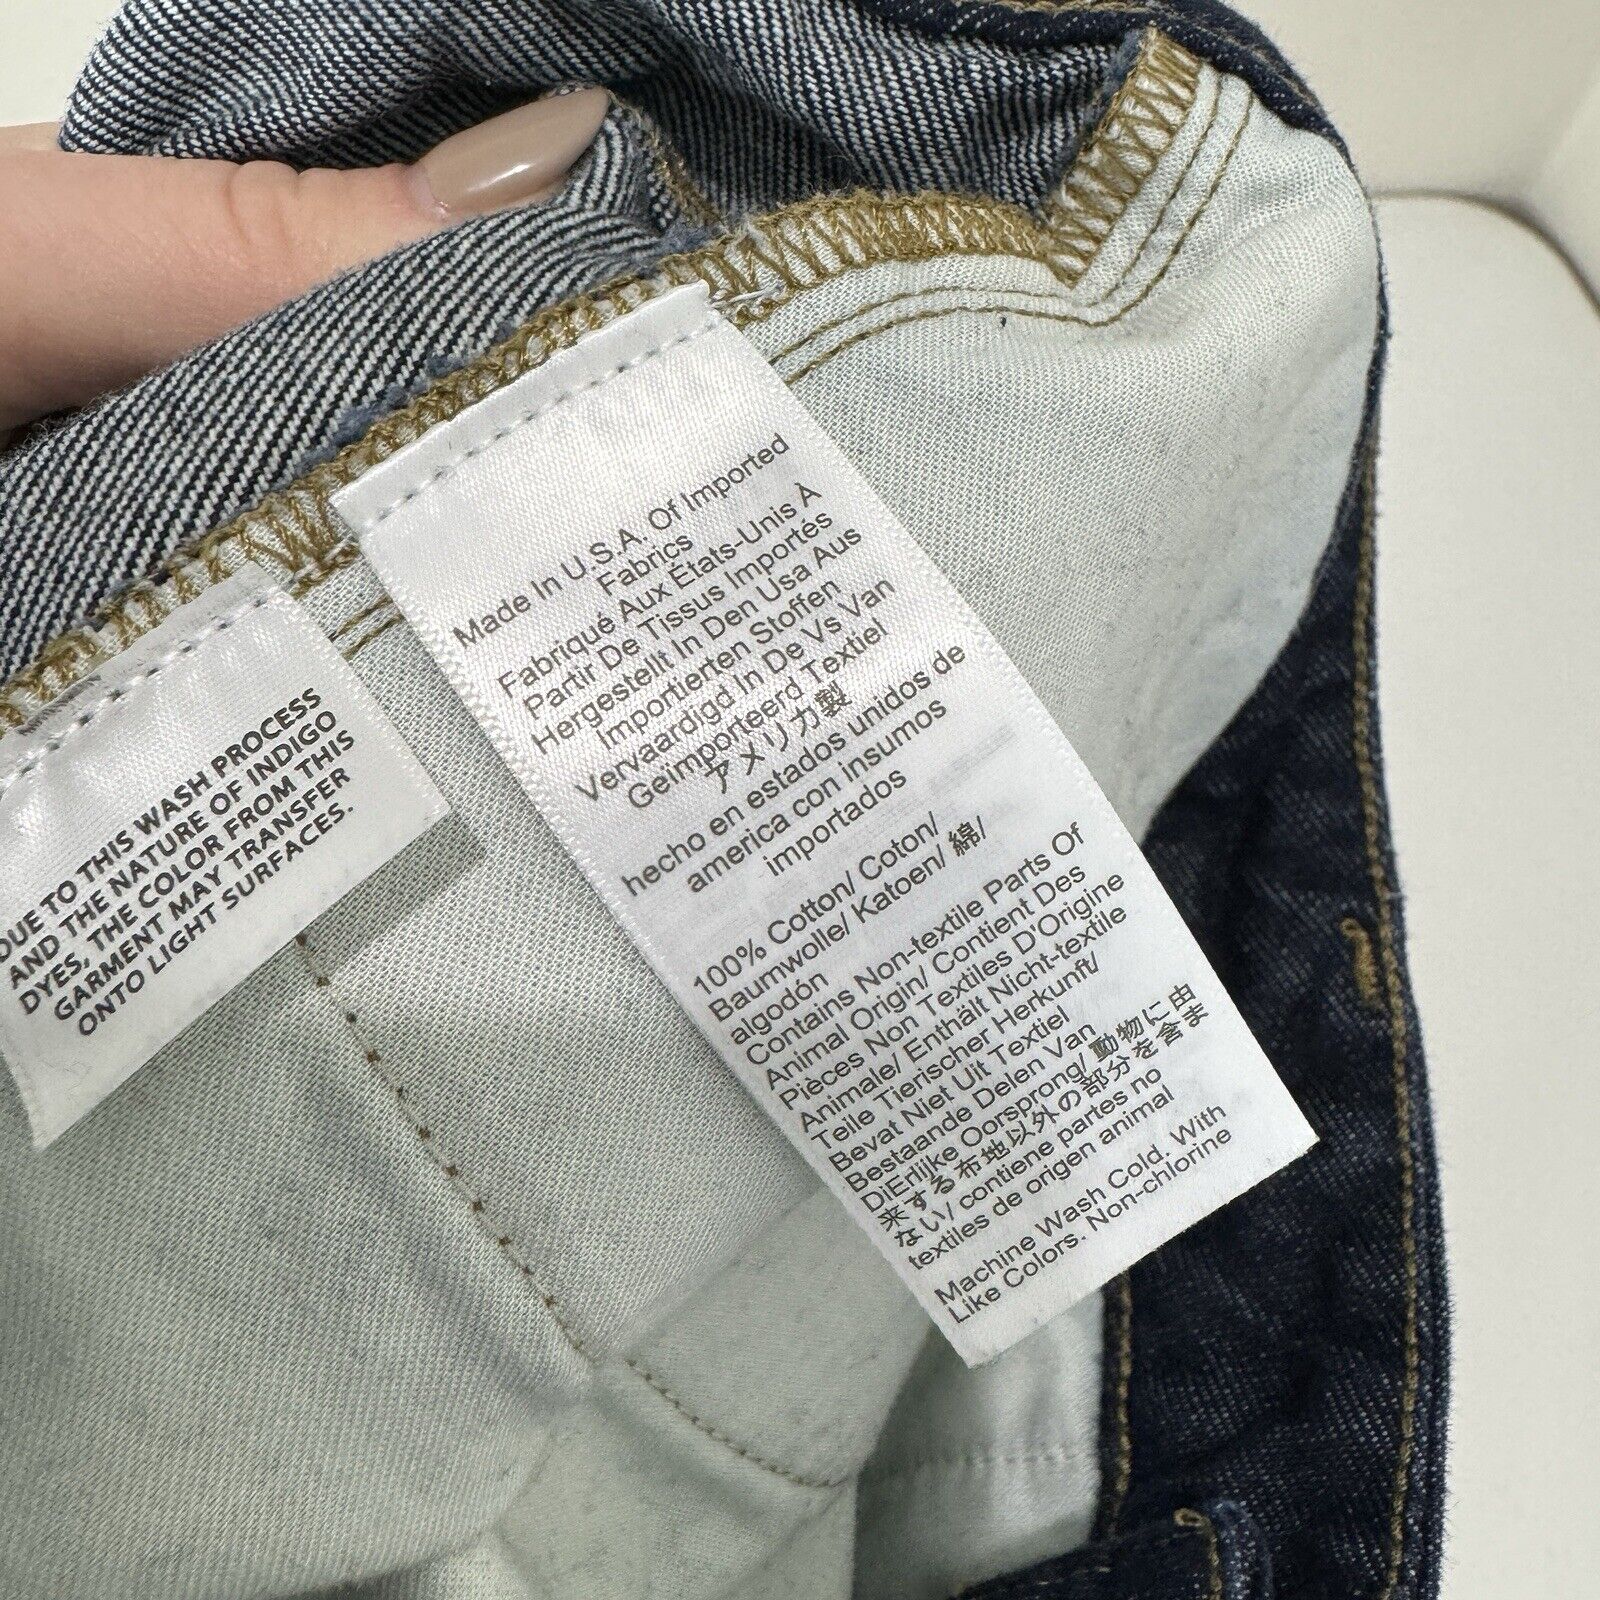 DUE TO THIS WASH PROCESS
AND THE NATURE OF INDIGO
DYES, THE COLOR FROM THIS
GARMENT MAY TRANSFER
ONTO LIGHT SURFACES.
Made In U.S.A. Of Imported
Fabrics
Fabriqué Aux États-Unis À
Partir De Tissus Importés
Hergestellt In Den Usa Aus
Importierten Stoffen
Vervaardigd In De Vs Van
Geimporteerd Textiel
アメリカ製
hecho en estados unidos de
america con insumos
importados
100% Cotton/ Coton/
Baumwolle/ Katoen/ 綿/
algodón
Contains Non-textile Parts Of
Animal Origin/ Contient Des
Pièces Non Textiles D'Origine
Animale/ Enthält Nicht-textile
Teile Tierischer Herkunft/
Bevat Niet Uit Textiel
Bestaande Delen Van
DiErlijke Oorsprong/ 動物に由
来する布地以外の部分を含ま
ない/ contiene partes no
textiles de origen animal
Machine Wash Cold. With
Like Colors. Non-chlorine